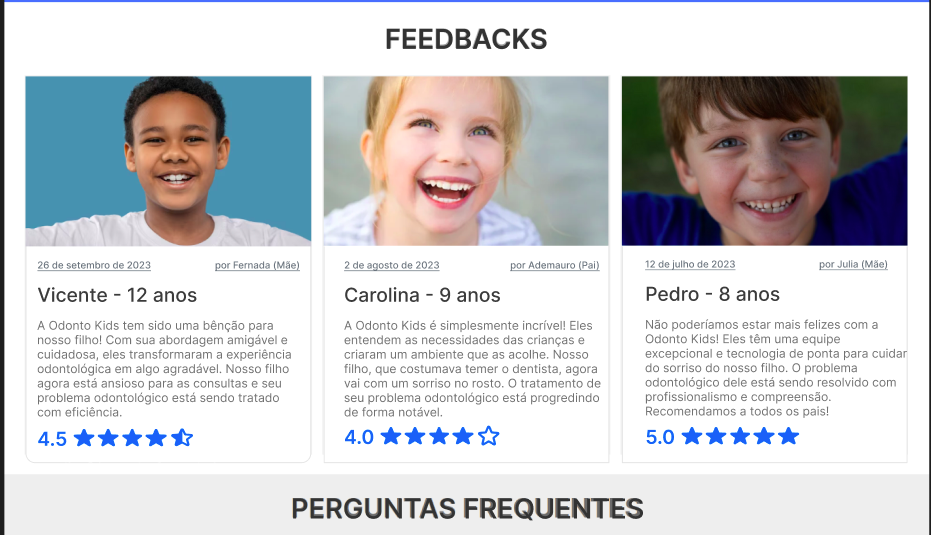 FEEDBACKS
26 de setembro de 2023
por Fernada (Mãe)
Vicente - 12 anos
A Odonto Kids tem sido uma bênção para
nosso filho! Com sua abordagem amigável e
cuidadosa, eles transformaram a experiência
odontológica em algo agradável. Nosso filho
agora está ansioso para as consultas e seu
problema odontológico está sendo tratado
com eficiência.
4.5
2 de agosto de 2023
por Ademauro (Pai)
Carolina - 9 anos
A Odonto Kids é simplesmente incrível! Eles
entendem as necessidades das crianças e
criaram um ambiente que as acolhe. Nosso
filho, que costumava temer o dentista, agora
vai com um sorriso no rosto. O tratamento de
seu problema odontológico está progredindo
de forma notável.
4.0
12 de julho de 2023
por Julia (Mãe)
Pedro - 8 anos
Não poderíamos estar mais felizes com a
Odonto Kids! Eles têm uma equipe
excepcional e tecnologia de ponta para cuidar
do sorriso do nosso filho. O problema
odontológico dele está sendo resolvido com
profissionalismo e compreensão.
Recomendamos a todos os pais!
5.0
PERGUNTAS FREQUENTES